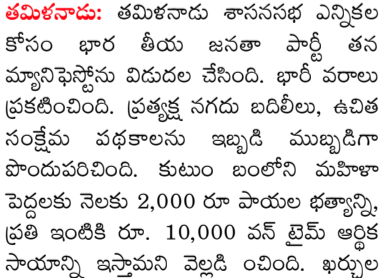 తమిళనాడు: తమిళనాడు శాసనసభ ఎన్నికల
కోసం భార తీయ జనతా పార్టీ తన
మ్యానిఫెస్టోను విడుదల చేసింది. భారీ వరాలు
ప్రకటించింది. ప్రత్యక్ష నగదు బదిలీలు, ఉచిత
సంక్షేమ పథకాలను ఇబ్బడి ముబ్బడిగా
పొందుపరిచింది. కుటుం బంలోని మహిళా
పెద్దలకు నెలకు 2,000 రూ పాయల భత్యాన్ని,
ప్రతి ఇంటికి రూ. 10,000 వన్ టైమ్ ఆర్థిక
సాయాన్ని ఇస్తామని వెల్లడి ంచింది. ఖర్చుల